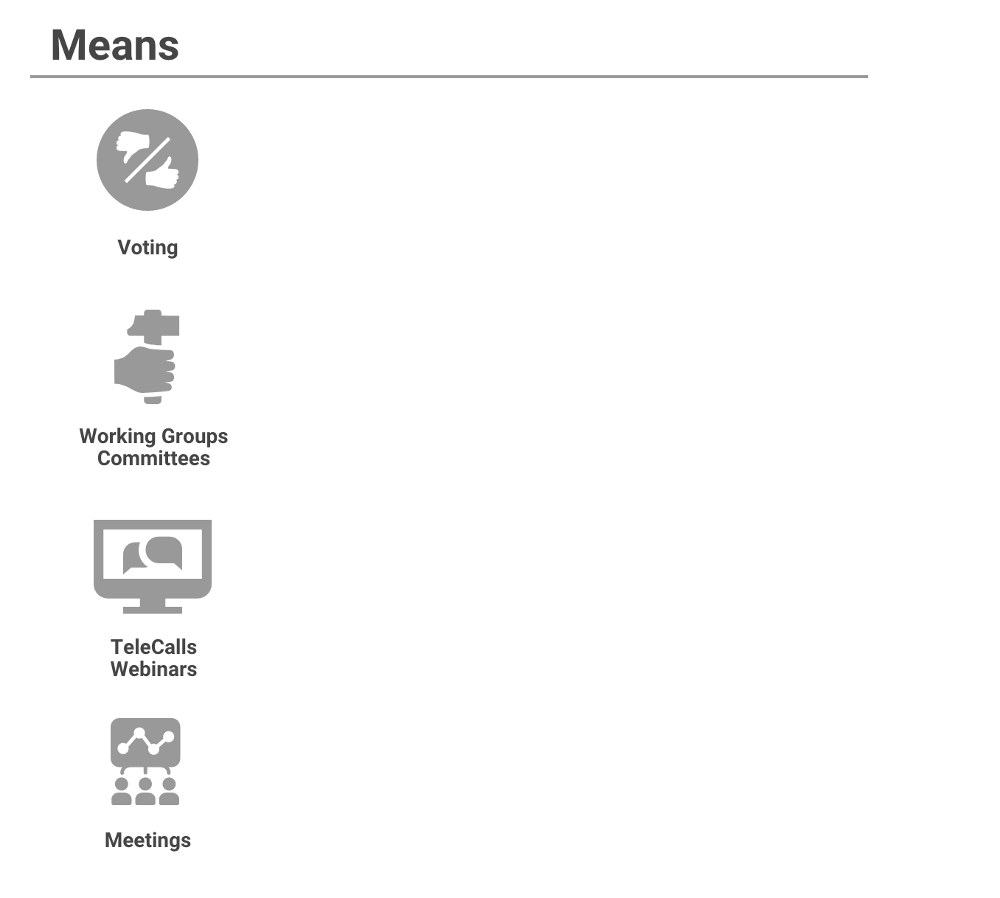 Means
Voting
Working Groups
Committees
TeleCalls
Webinars
Meetings